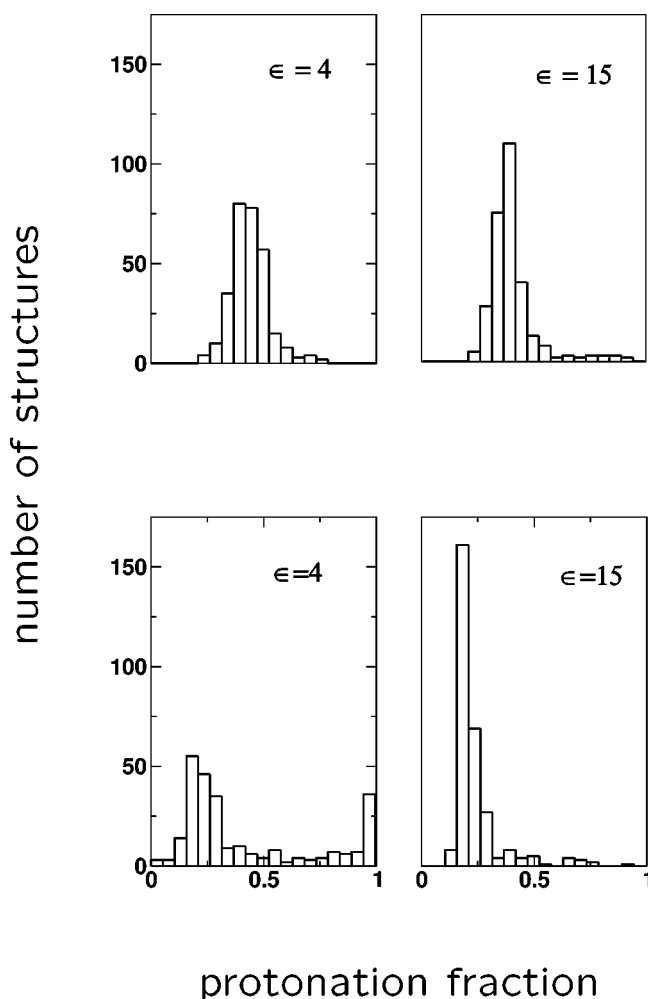 ϵ = 4
ϵ = 15
150
100
50
0
number of structures
ϵ=4
ϵ=15
150
100
50
0
0 0.5 1
0 0.5 1
protonation fraction